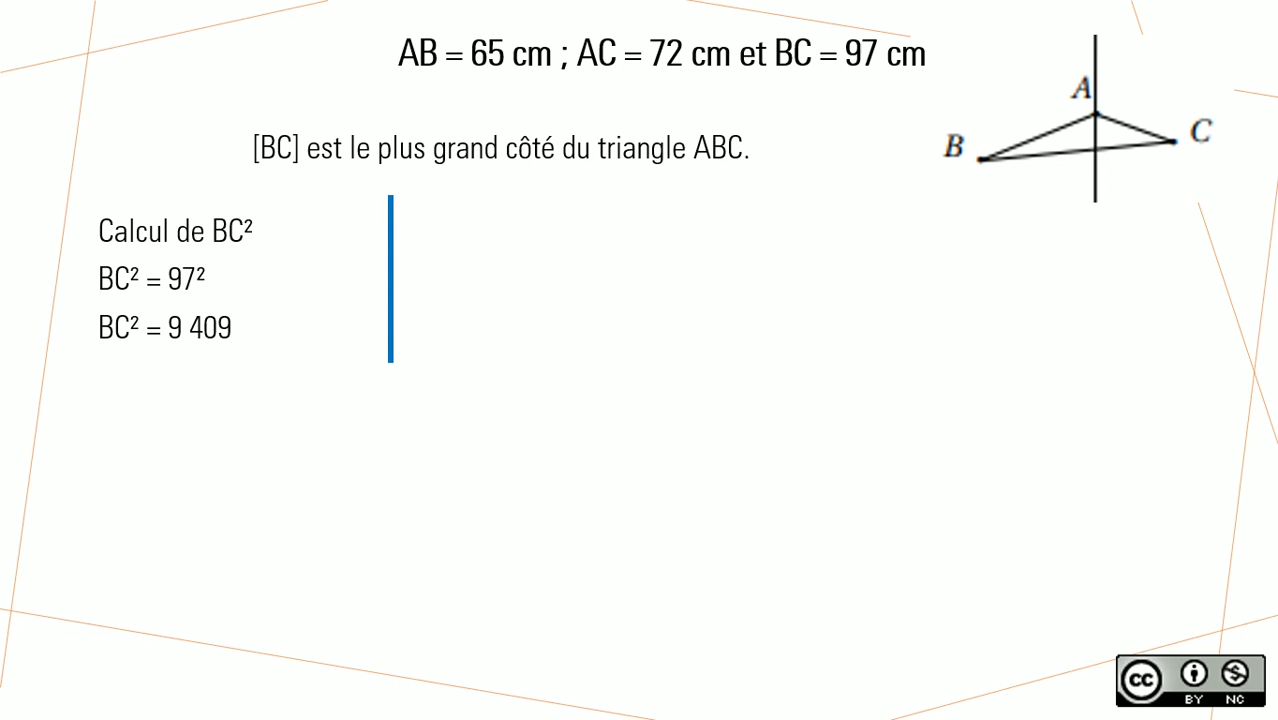 AB = 65 cm ; AC = 72 cm et BC = 97 cm
A
B
C
[BC] est le plus grand côté du triangle ABC.
Calcul de BC²
BC² = 97²
BC² = 9 409
CC
BY NC